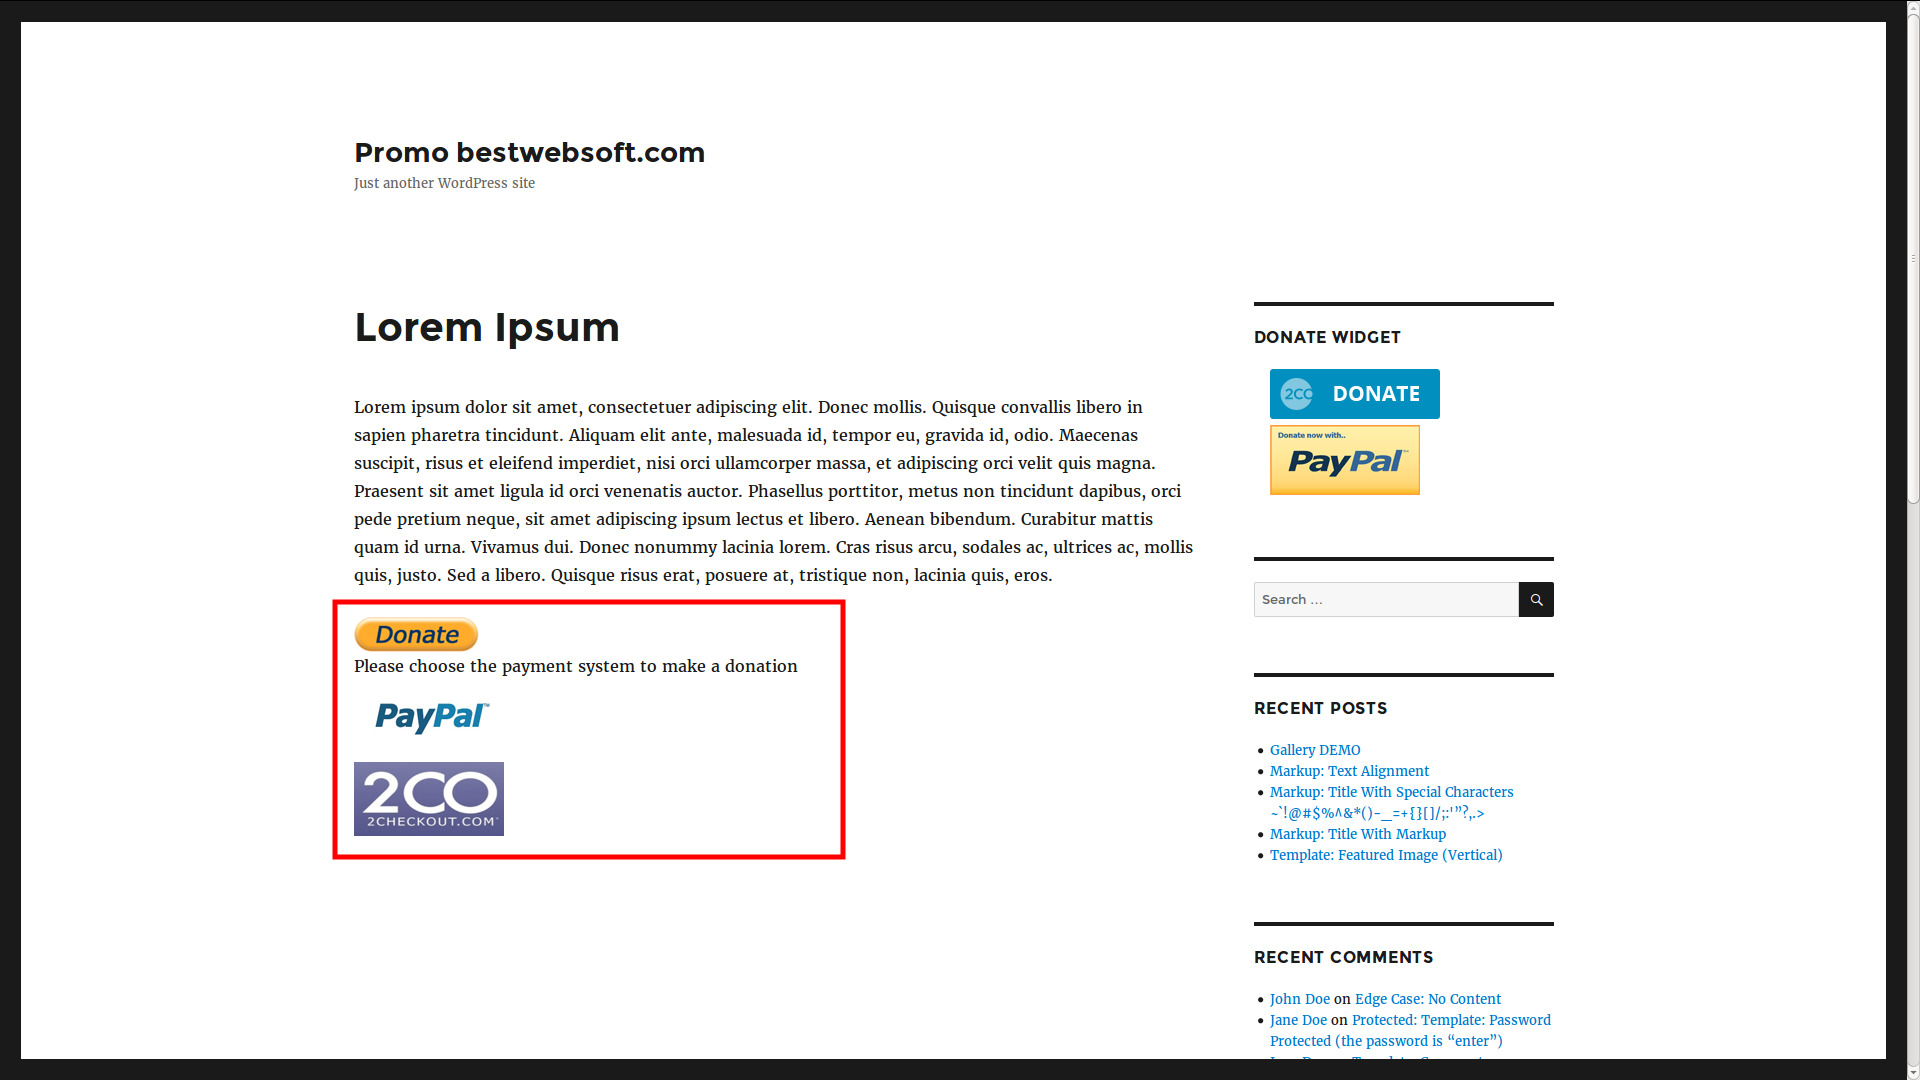 Promo bestwebsoft.com
Just another WordPress site
Lorem Ipsum
Lorem ipsum dolor sit amet, consectetuer adipiscing elit. Donec mollis. Quisque convallis libero in
sapien pharetra tincidunt. Aliquam elit ante, malesuada id, tempor eu, gravida id, odio. Maecenas
suscipit, risus et eleifend imperdiet, nisi orci ullamcorper massa, et adipiscing orci velit quis magna.
Praesent sit amet ligula id orci venenatis auctor. Phasellus porttitor, metus non tincidunt dapibus, orci
pede pretium neque, sit amet adipiscing ipsum lectus et libero. Aenean bibendum. Curabitur mattis
quam id urna. Vivamus dui. Donec nonummy lacinia lorem. Cras risus arcu, sodales ac, ultrices ac, mollis
quis, justo. Sed a libero. Quisque risus erat, posuere at, tristique non, lacinia quis, eros.
Donate
Please choose the payment system to make a donation
PayPal™
2CO
2CHECKOUT.COM
DONATE WIDGET
2CO DONATE
Donate now with..
PayPal™
Search …
RECENT POSTS
Gallery DEMO
Markup: Text Alignment
Markup: Title With Special Characters
~`!@#$%^&*()-_=+{}[]/;:'”?,.>
Markup: Title With Markup
Template: Featured Image (Vertical)
RECENT COMMENTS
John Doe on Edge Case: No Content
Jane Doe on Protected: Template: Password
Protected (the password is “enter”)